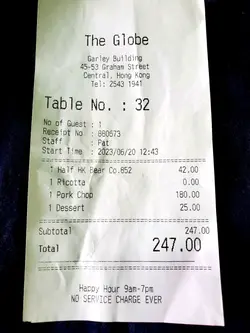 The Globe
Garley Building
45-53 Graham Street
Central, Hong Kong
Tel: 2543 1941
Table No. : 32
No.of Guest : 1
Receipt No : 880673
Staff : Pat
Start Time : 2023/06/20 12:43
1 Half HK Bear Co.852 42.00
1 Ricotta 0.00
1 Pork Chop 180.00
1 Dessert 25.00
Subtotal 247.00
Total 247.00
Happy Hour 9am-7pm
NO SERVICE CHARGE EVER